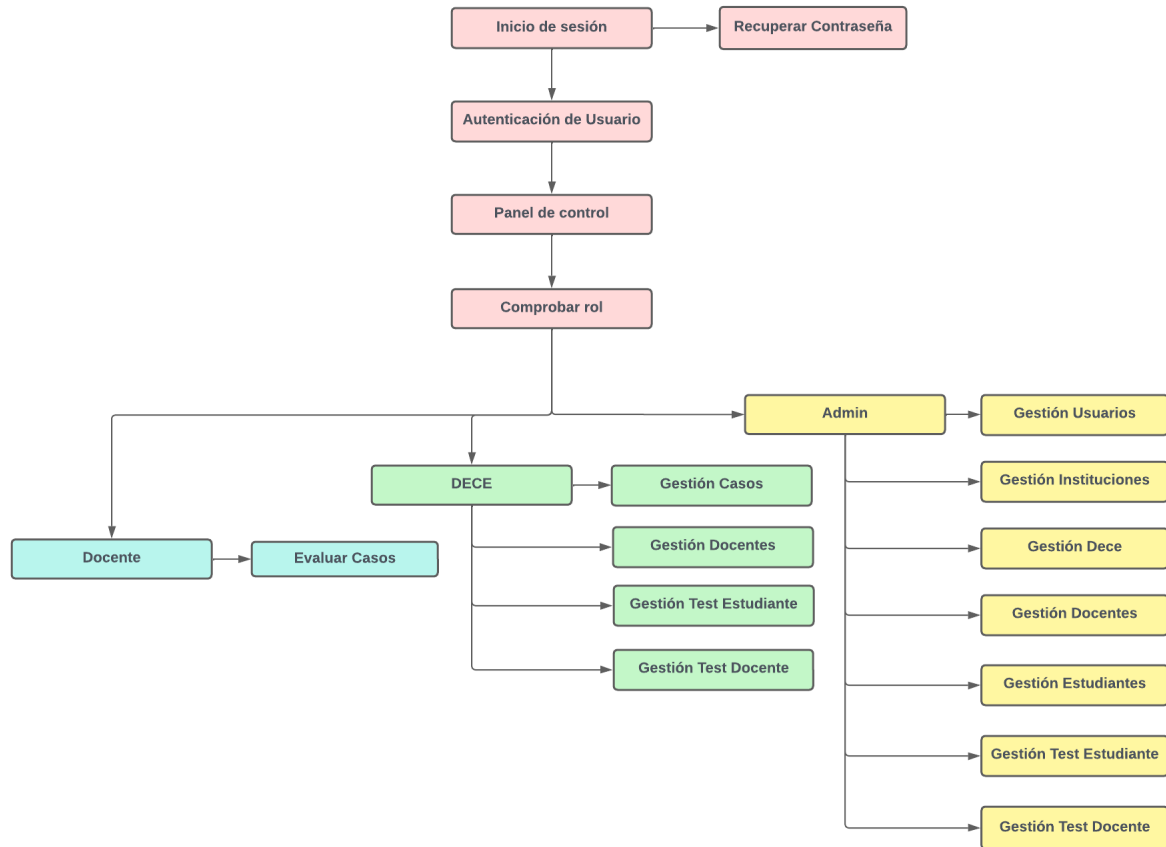 Inicio de sesión
Recuperar Contraseña
Autenticación de Usuario
Panel de control
Comprobar rol
Admin
Gestión Usuarios
DECE
Gestión Casos
Gestión Instituciones
Docente
Evaluar Casos
Gestión Docentes
Gestión Dece
Gestión Test Estudiante
Gestión Docentes
Gestión Test Docente
Gestión Estudiantes
Gestión Test Estudiante
Gestión Test Docente